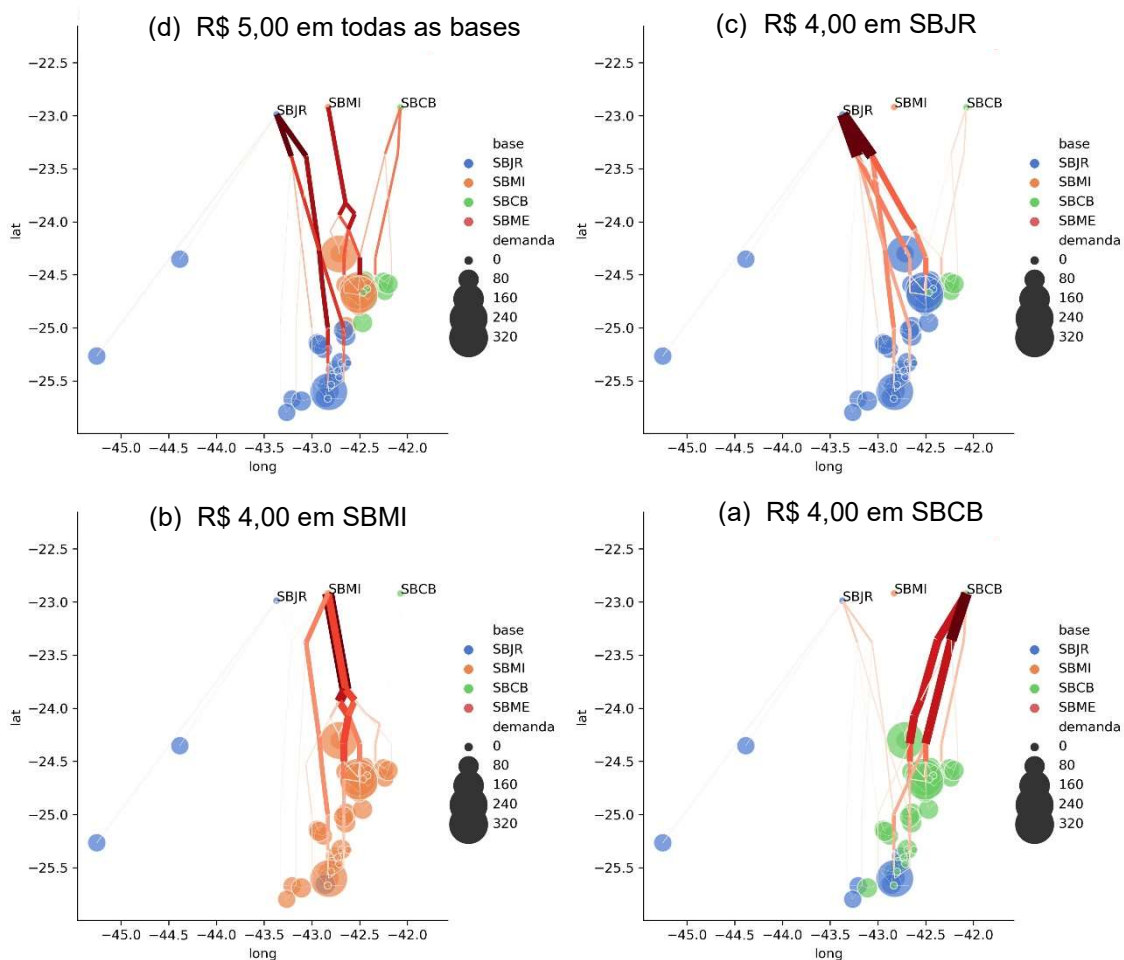 (d) R$ 5,00 em todas as bases
−22.5
−23.0
−23.5
−24.0
−24.5
−25.0
−25.5
lat
SBJR
SBMI
SBCB
base
SBJR
SBMI
SBCB
SBME
demanda
0
80
160
240
320
−45.0 −44.5 −44.0 −43.5 −43.0 −42.5 −42.0
long
(c) R$ 4,00 em SBJR
−22.5
−23.0
−23.5
−24.0
−24.5
−25.0
−25.5
lat
SBJR
SBMI
SBCB
base
SBJR
SBMI
SBCB
SBME
demanda
0
80
160
240
320
−45.0 −44.5 −44.0 −43.5 −43.0 −42.5 −42.0
long
(b) R$ 4,00 em SBMI
−22.5
−23.0
−23.5
−24.0
−24.5
−25.0
−25.5
lat
SBJR
SBMI
SBCB
base
SBJR
SBMI
SBCB
SBME
demanda
0
80
160
240
320
−45.0 −44.5 −44.0 −43.5 −43.0 −42.5 −42.0
long
(a) R$ 4,00 em SBCB
−22.5
−23.0
−23.5
−24.0
−24.5
−25.0
−25.5
lat
SBJR
SBMI
SBCB
base
SBJR
SBMI
SBCB
SBME
demanda
0
80
160
240
320
−45.0 −44.5 −44.0 −43.5 −43.0 −42.5 −42.0
long